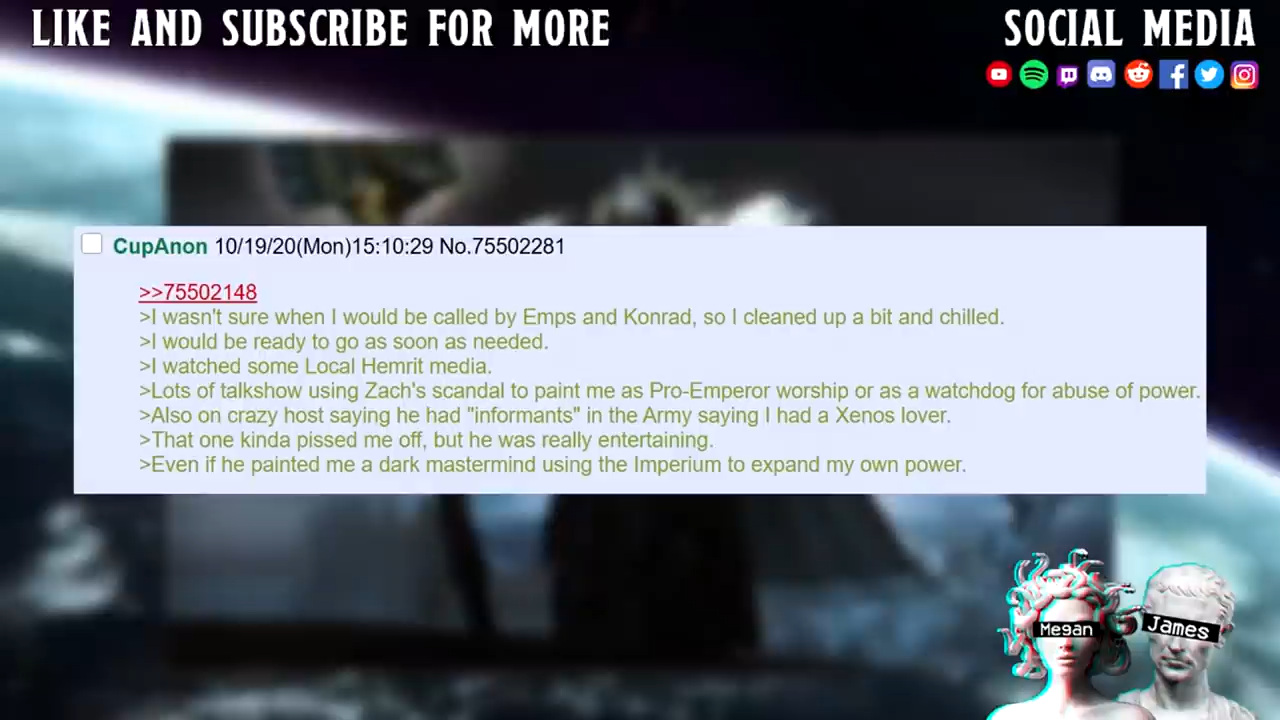 LIKE AND SUBSCRIBE FOR MORE
SOCIAL MEDIA
CupAnon 10/19/20(Mon)15:10:29 No.75502281
>>75502148
>I wasn't sure when I would be called by Emps and Konrad, so I cleaned up a bit and chilled.
>I would be ready to go as soon as needed.
>I watched some Local Hemrit media.
>Lots of talkshow using Zach's scandal to paint me as Pro-Emperor worship or as a watchdog for abuse of power.
>Also on crazy host saying he had "informants" in the Army saying I had a Xenos lover.
>That one kinda pissed me off, but he was really entertaining.
>Even if he painted me a dark mastermind using the Imperium to expand my own power.
Megan
James